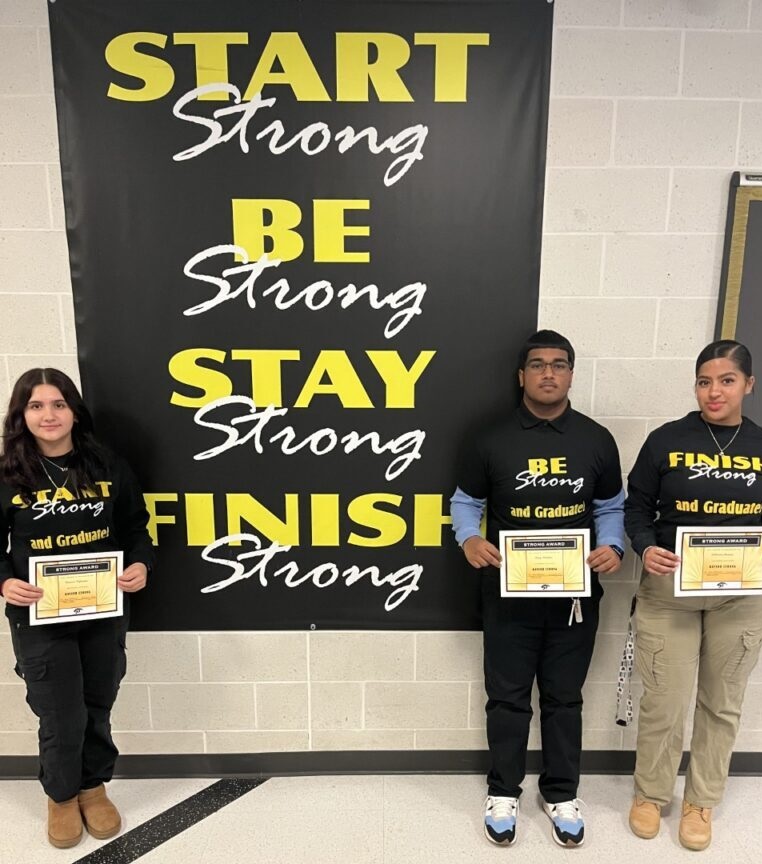 START
Strong
BE
Strong
STAY
Strong
FINISH
Strong
START
Strong
and Graduate!
STRONG AWARD
BE
Strong
and Graduate!
STRONG AWARD
FINISH
Strong
and Graduate!
STRONG AWARD